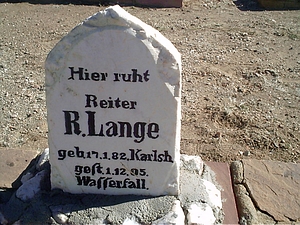 Hier ruht
Reiter
R. Lange
geb. 17.1.82. Karlsh.
gest. 1.12.95.
Wasserfall.